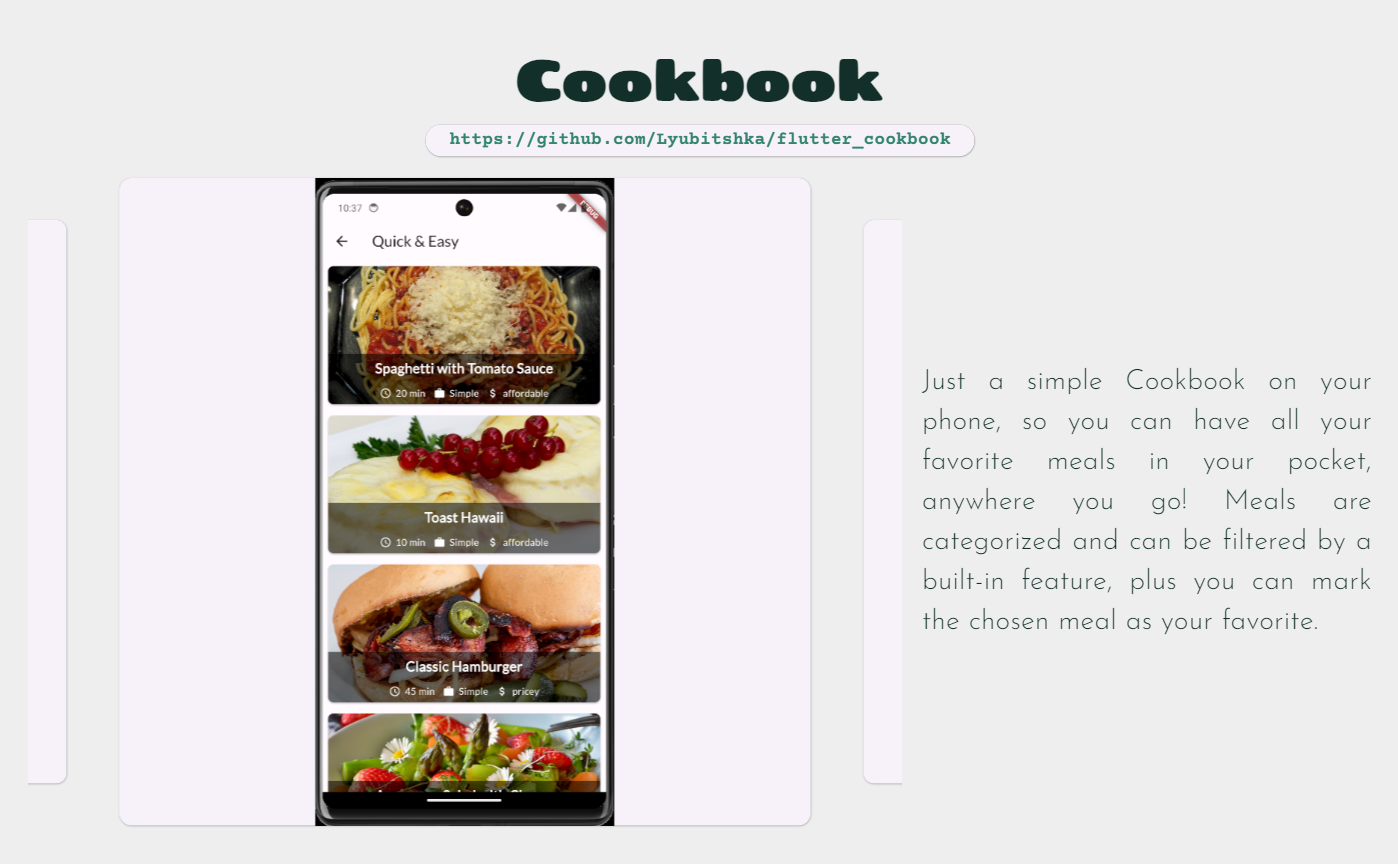 Cookbook
https://github.com/Lyubitshka/flutter_cookbook
10:37
Quick & Easy
Spaghetti with Tomato Sauce
20 min Simple $ affordable
Toast Hawaii
10 min Simple $ affordable
Classic Hamburger
45 min Simple $ pricey
Just a simple Cookbook on your
phone, so you can have all your
favorite meals in your pocket,
anywhere you go! Meals are
categorized and can be filtered by a
built-in feature, plus you can mark
the chosen meal as your favorite.